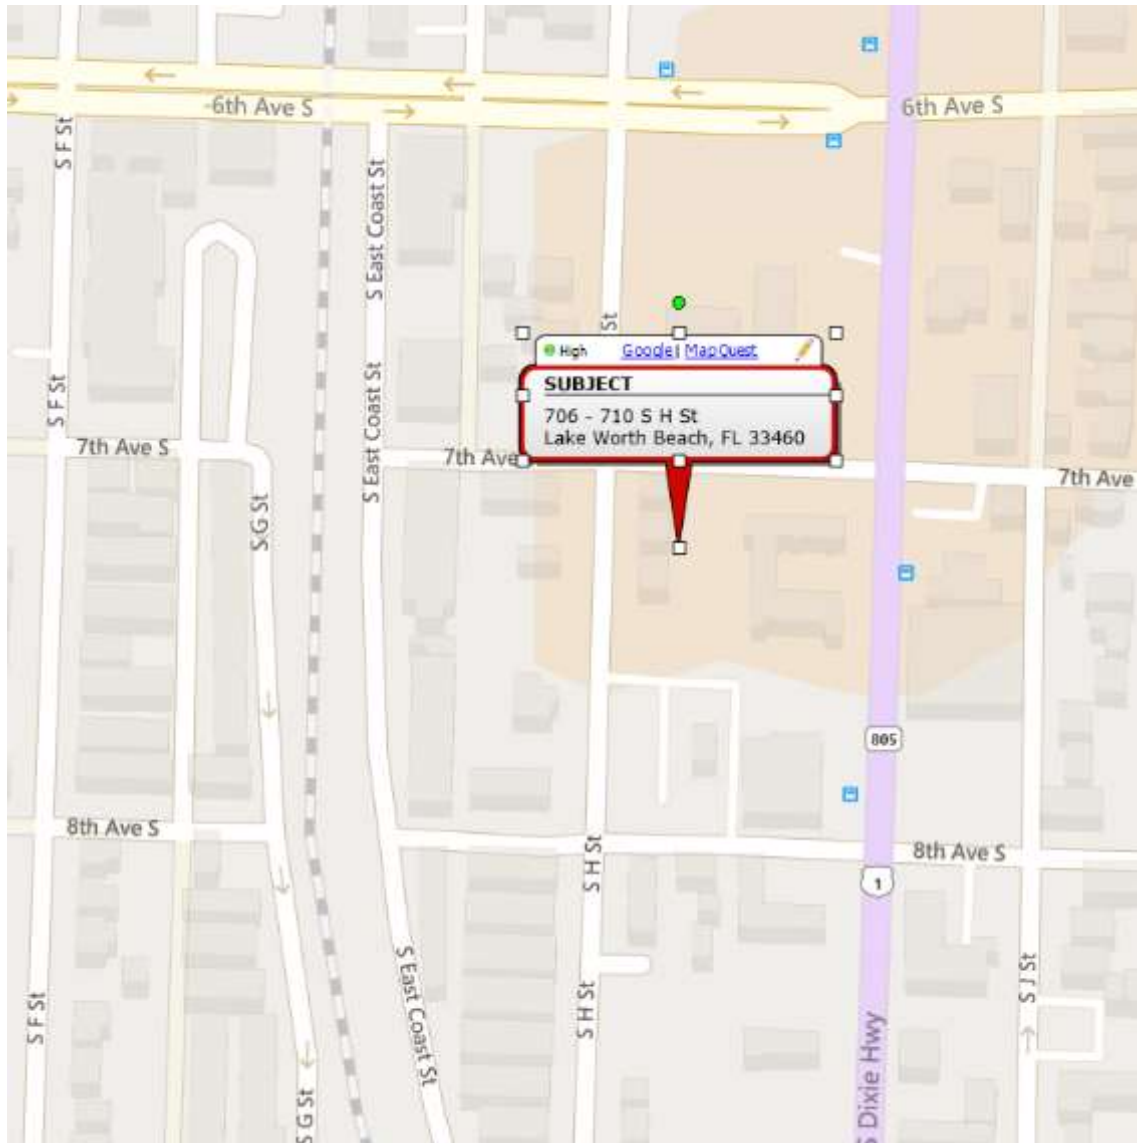 6th Ave S
6th Ave S
S F St
S East Coast St
St
High Google | MapQuest
SUBJECT
706 - 710 S H St
Lake Worth Beach, FL 33460
S F St
S East Coast St
7th Ave S
7th Ave
7th Ave
S G St
805
8th Ave S
S H St
8th Ave S
1
S East Coast St
S J St
S F St
S H St
S Dixie Hwy
S G St